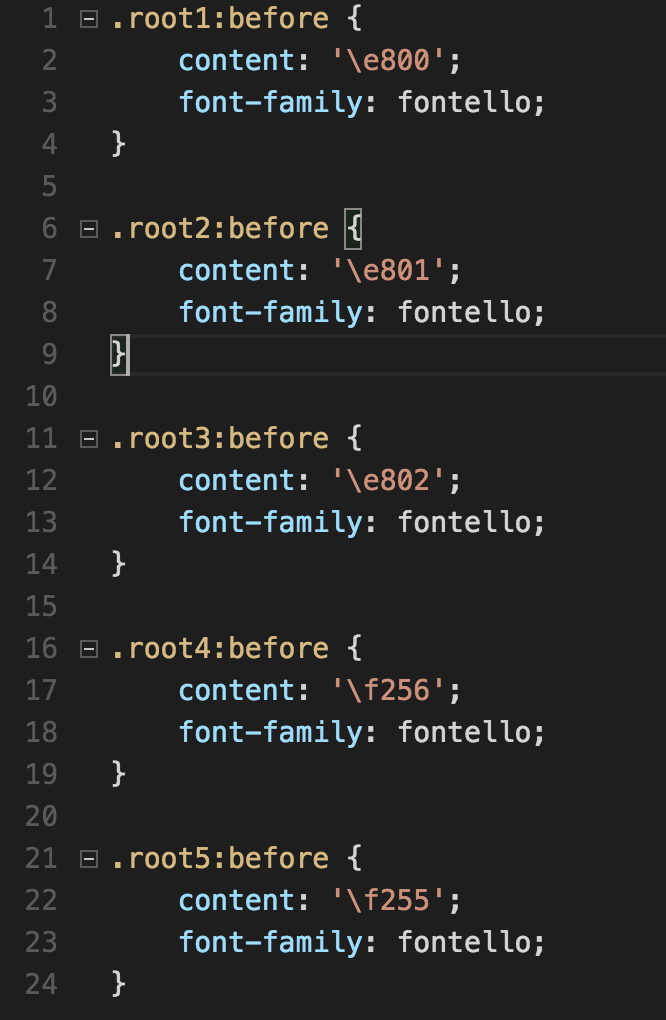 1 .root1:before {
2 content: '\e800';
3 font-family: fontello;
4 }
5
6 .root2:before {
7 content: '\e801';
8 font-family: fontello;
9 }
10
11 .root3:before {
12 content: '\e802';
13 font-family: fontello;
14 }
15
16 .root4:before {
17 content: '\f256';
18 font-family: fontello;
19 }
20
21 .root5:before {
22 content: '\f255';
23 font-family: fontello;
24 }